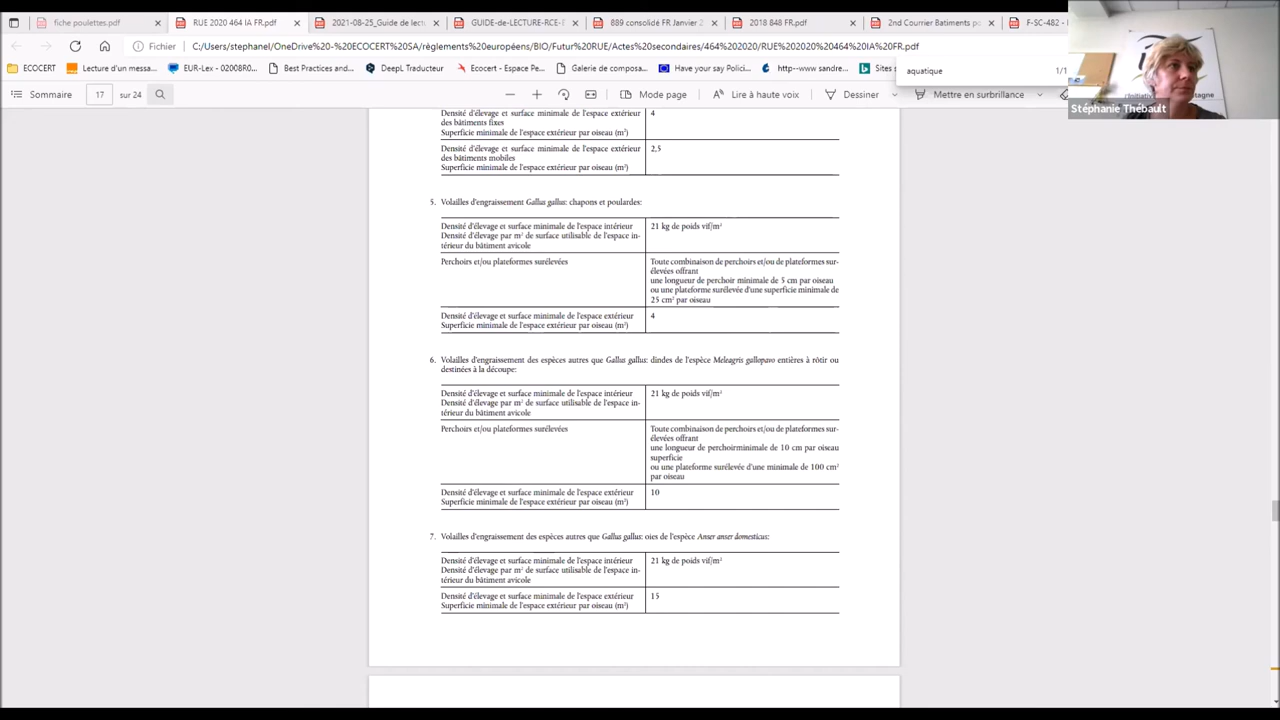 fiche poulettes.pdf
RUE 2020 464 IA FR.pdf
2021-08-25_Guide de lect
GUIDE-de-LECTURE-RCE-
889 consolidé FR Janvier 2
2018 848 FR.pdf
2nd Courrier Batiments po
F-SC-482 -
Fichier
C:/Users/stephanel/OneDrive%20-%20ECOCERT%20SA/règlements%20européens/BIO/Futur%20RUE/Actes%20secondaires/464%202020/RUE%202020%20464%20IA%20FR.pdf
ECOCERT
Lecture d'un messa...
EUR-Lex - 02008R0...
Best Practices and...
DeepL Traducteur
Ecocert - Espace Pe...
Galerie de composa...
Have your say Polici...
http--www sandre...
Sites
aquatique
1/1
Stéphanie Thébault
Sommaire
17
sur 24
Mode page
Lire à haute voix
Dessiner
Mettre en surbrillance
Densité d'élevage et surface minimale de l'espace extérieur
des bâtiments fixes
Superficie minimale de l'espace extérieur par oiseau (m²)
4
Densité d'élevage et surface minimale de l'espace extérieur
des bâtiments mobiles
Superficie minimale de l'espace extérieur par oiseau (m²)
2,5
5. Volailles d'engraissement Gallus gallus: chapons et poulardes:
Densité d'élevage et surface minimale de l'espace intérieur
Densité d'élevage par m² de surface utilisable de l'espace in-
térieur du bâtiment avicole
21 kg de poids vif/m²
Perchoirs et/ou plateformes surélevées
Toute combinaison de perchoirs et/ou de plateformes sur-
élevées offrant
une longueur de perchoir minimale de 5 cm par oiseau
ou une plateforme surélevée d'une superficie minimale de
25 cm² par oiseau
Densité d'élevage et surface minimale de l'espace extérieur
Superficie minimale de l'espace extérieur par oiseau (m²)
4
6. Volailles d'engraissement des espèces autres que Gallus gallus: dindes de l'espèce Meleagris gallopavo entières à rôtir ou
destinées à la découpe:
Densité d'élevage et surface minimale de l'espace intérieur
Densité d'élevage par m² de surface utilisable de l'espace in-
térieur du bâtiment avicole
21 kg de poids vif/m²
Perchoirs et/ou plateformes surélevées
Toute combinaison de perchoirs et/ou de plateformes sur-
élevées offrant
une longueur de perchoirminimale de 10 cm par oiseau
superficie
ou une plateforme surélevée d'une minimale de 100 cm²
par oiseau
Densité d'élevage et surface minimale de l'espace extérieur
Superficie minimale de l'espace extérieur par oiseau (m²)
10
7. Volailles d'engraissement des espèces autres que Gallus gallus: oies de l'espèce Anser anser domesticus:
Densité d'élevage et surface minimale de l'espace intérieur
Densité d'élevage par m² de surface utilisable de l'espace in-
térieur du bâtiment avicole
21 kg de poids vif/m²
Densité d'élevage et surface minimale de l'espace extérieur
Superficie minimale de l'espace extérieur par oiseau (m²)
15